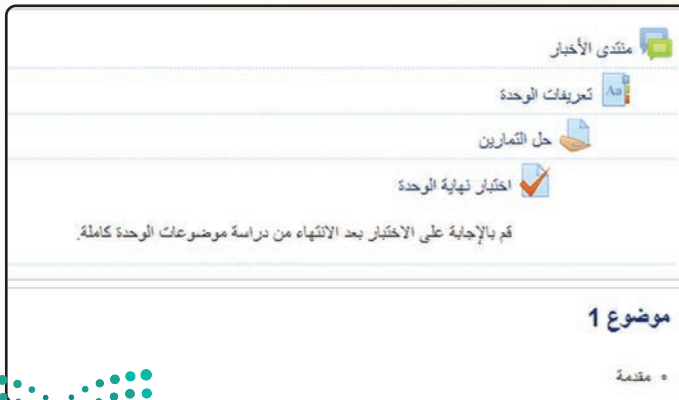 منتدى الأخبار
تعريفات الوحدة
حل التمارين
اختبار نهاية الوحدة
قم بالإجابة على الاختبار بعد الانتهاء من دراسة موضوعات الوحدة كاملة.
موضوع 1
مقدمة